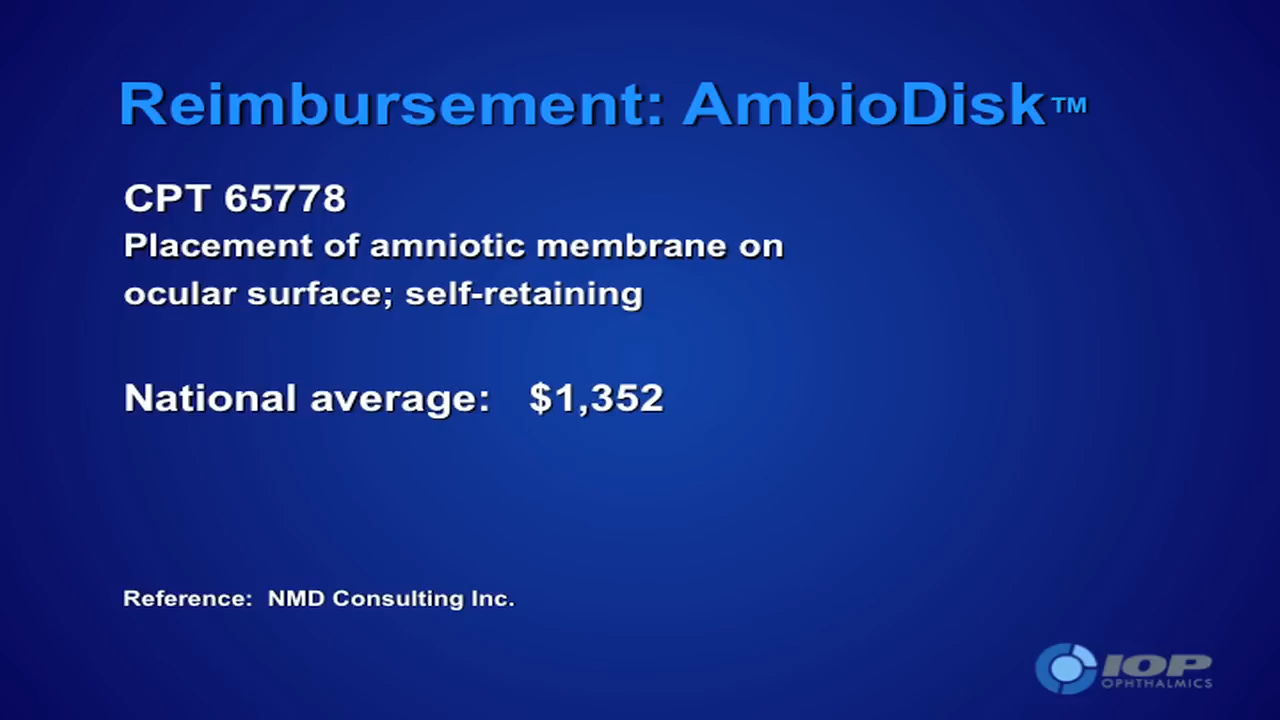 Reimbursement: AmbioDisk™
CPT 65778
Placement of amniotic membrane on
ocular surface; self-retaining
National average: $1,352
Reference: NMD Consulting Inc.
IOP
OPHTHALMICS